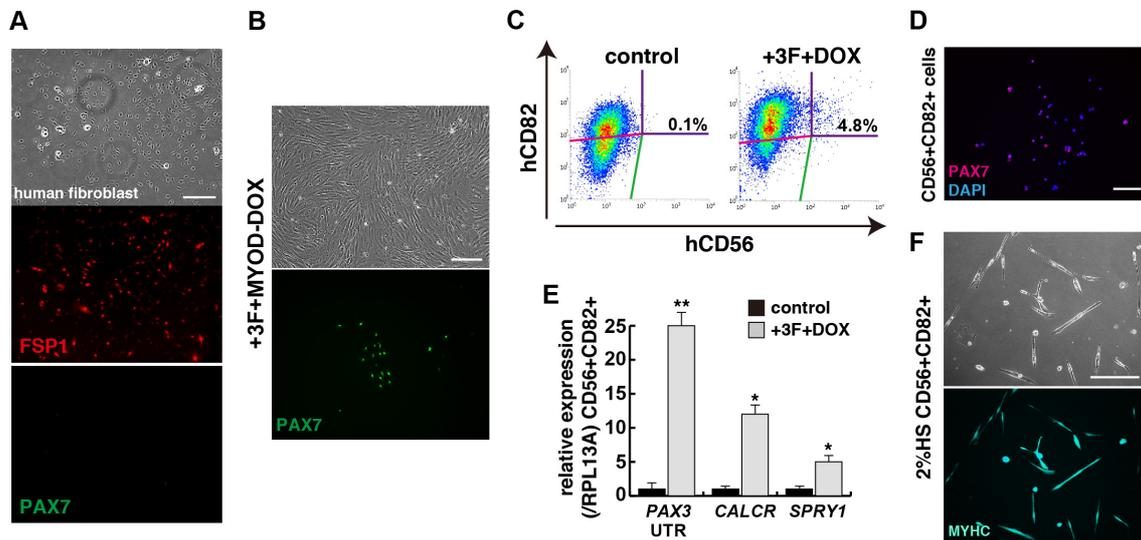 A
human fibroblast
FSP1
PAX7
B
+3F+MYOD-DOX
PAX7
C
control
+3F+DOX
hCD82
0.1%
4.8%
hCD56
D
CD56+CD82+ cells
PAX7
DAPI
E
relative expression
(/RPL13A) CD56+CD82+
control
+3F+DOX
**
*
*
25
20
15
10
5
0
PAX3
UTR
CALCR
SPRY1
F
2%HS CD56+CD82+
MYHC